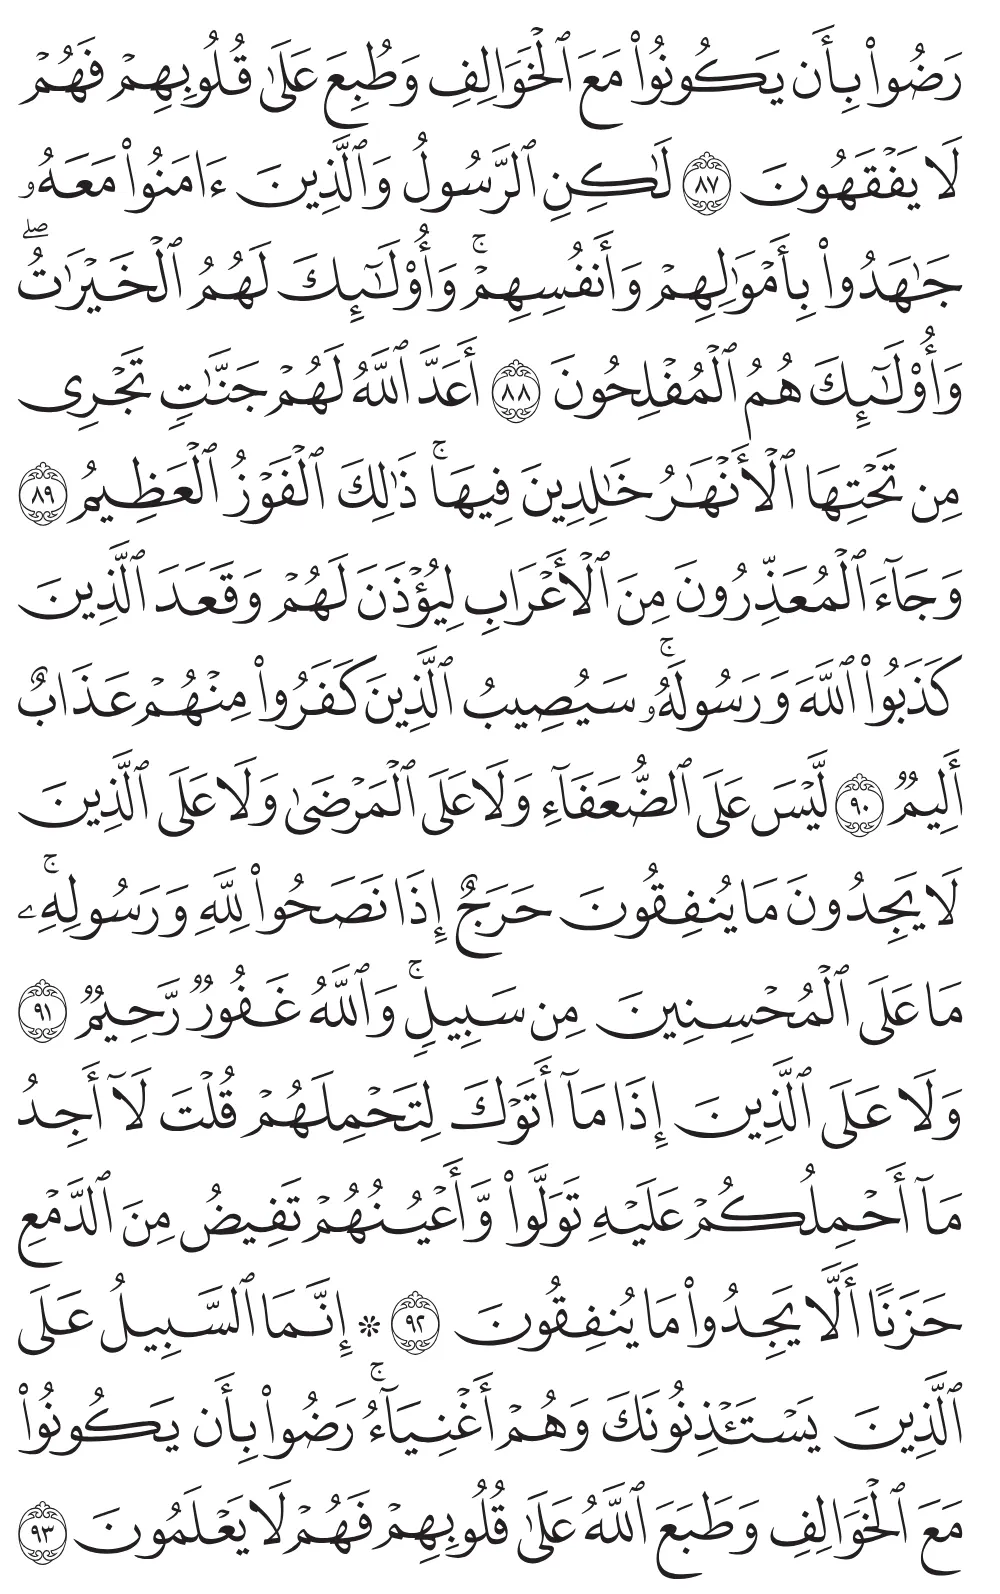 رَضُوا۟ بِأَن يَكُونُوا۟ مَعَ ٱلْخَوَالِفِ وَطُبِعَ عَلَىٰ قُلُوبِهِمْ فَهُمْ
لَا يَفْقَهُونَ ٨٧ لَٰكِنِ ٱلرَّسُولُ وَٱلَّذِينَ ءَامَنُوا۟ مَعَهُۥ
جَٰهَدُوا۟ بِأَمْوَٰلِهِمْ وَأَنفُسِهِمْۚ وَأُو۟لَٰٓئِكَ لَهُمُ ٱلْخَيْرَٰتُۖ
وَأُو۟لَٰٓئِكَ هُمُ ٱلْمُفْلِحُونَ ٨٨ أَعَدَّ ٱللَّهُ لَهُمْ جَنَّٰتٍ تَجْرِى
مِن تَحْتِهَا ٱلْأَنْهَٰرُ خَٰلِدِينَ فِيهَاۚ ذَٰلِكَ ٱلْفَوْزُ ٱلْعَظِيمُ ٨٩
وَجَآءَ ٱلْمُعَذِّرُونَ مِنَ ٱلْأَعْرَابِ لِيُؤْذَنَ لَهُمْ وَقَعَدَ ٱلَّذِينَ
كَذَبُوا۟ ٱللَّهَ وَرَسُولَهُۥۚ سَيُصِيبُ ٱلَّذِينَ كَفَرُوا۟ مِنْهُمْ عَذَابٌ
أَلِيمٌ ٩٠ لَّيْسَ عَلَى ٱلضُّعَفَآءِ وَلَا عَلَى ٱلْمَرْضَىٰ وَلَا عَلَى ٱلَّذِينَ
لَا يَجِدُونَ مَا يُنفِقُونَ حَرَجٌ إِذَا نَصَحُوا۟ لِلَّهِ وَرَسُولِهِۦۚ
مَا عَلَى ٱلْمُحْسِنِينَ مِن سَبِيلٍۚ وَٱللَّهُ غَفُورٌ رَّحِيمٌ ٩١
وَلَا عَلَى ٱلَّذِينَ إِذَا مَآ أَتَوْكَ لِتَحْمِلَهُمْ قُلْتَ لَآ أَجِدُ
مَآ أَحْمِلُكُمْ عَلَيْهِ تَوَلَّوا۟ وَّأَعْيُنُهُمْ تَفِيضُ مِنَ ٱلدَّمْعِ
حَزَنًا أَلَّا يَجِدُوا۟ مَا يُنفِقُونَ ٩٢ ۞ إِنَّمَا ٱلسَّبِيلُ عَلَى
ٱلَّذِينَ يَسْتَـْٔذِنُونَكَ وَهُمْ أَغْنِيَآءُۚ رَضُوا۟ بِأَن يَكُونُوا۟
مَعَ ٱلْخَوَالِفِ وَطَبَعَ ٱللَّهُ عَلَىٰ قُلُوبِهِمْ فَهُمْ لَا يَعْلَمُونَ ٩٣